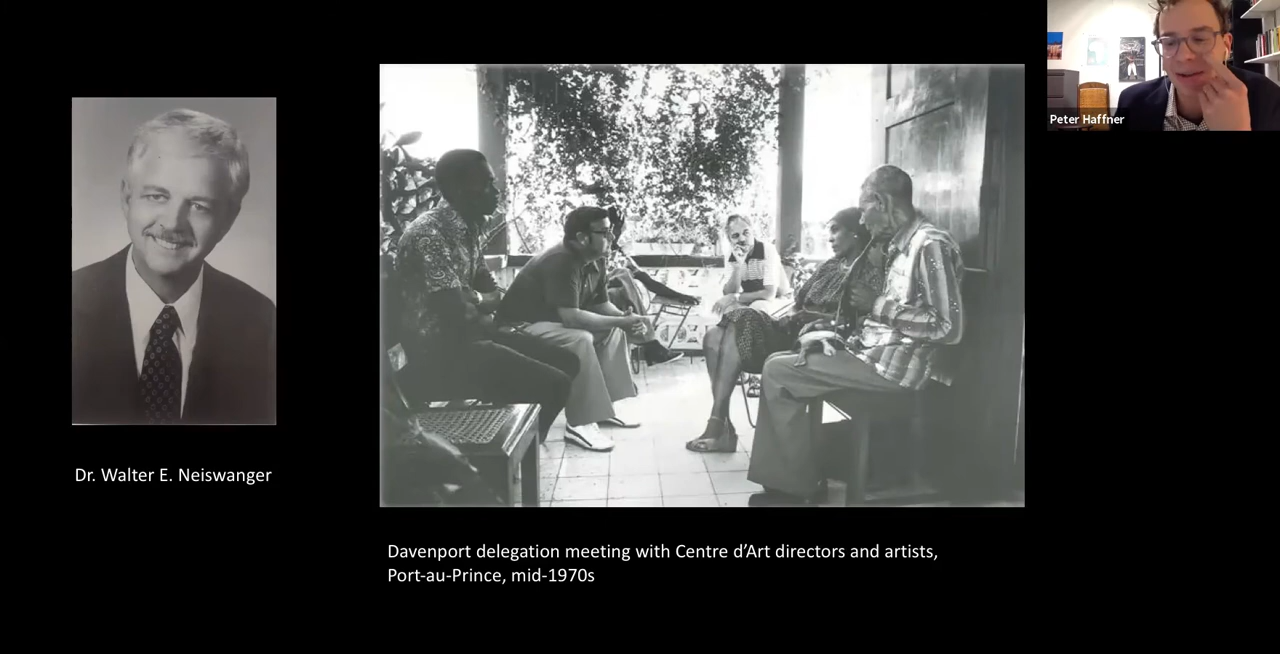 Peter Haffner
Dr. Walter E. Neiswanger
Davenport delegation meeting with Centre d’Art directors and artists,
Port-au-Prince, mid-1970s